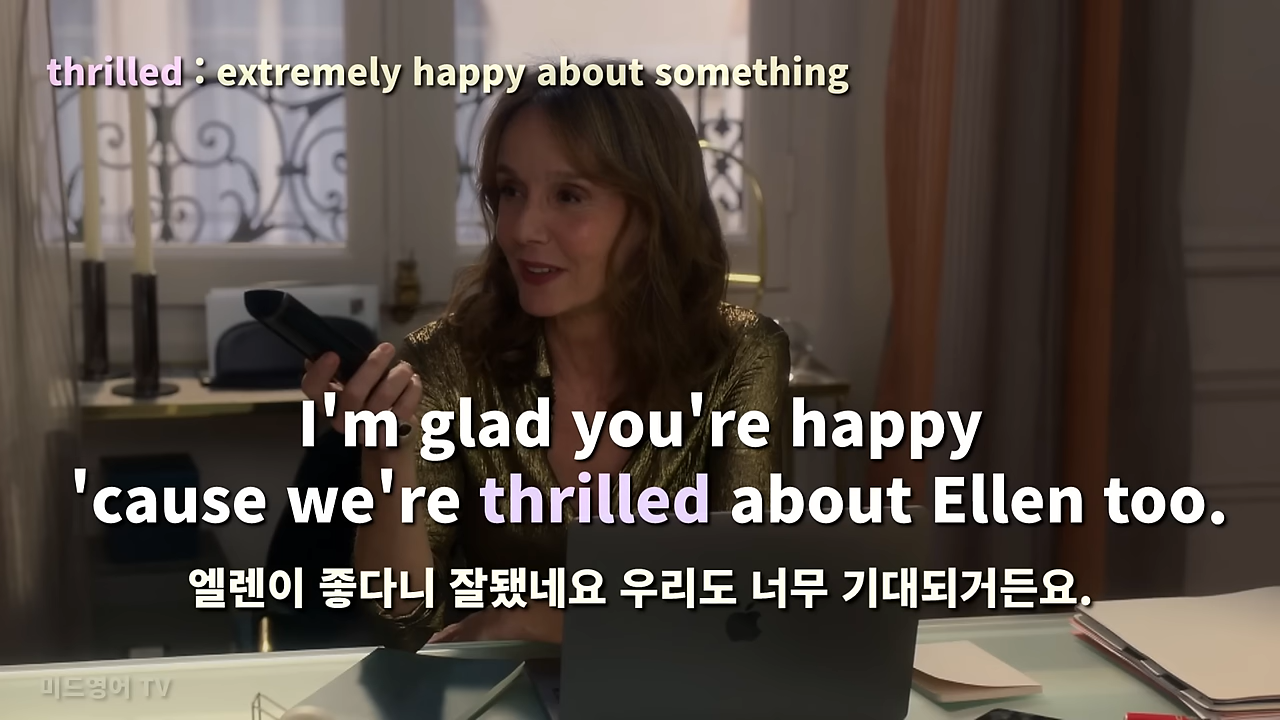 thrilled : extremely happy about something
I'm glad you're happy
'cause we're thrilled about Ellen too.
엘렌이 좋다니 잘됐네요 우리도 너무 기대되거든요.
미드영어 TV